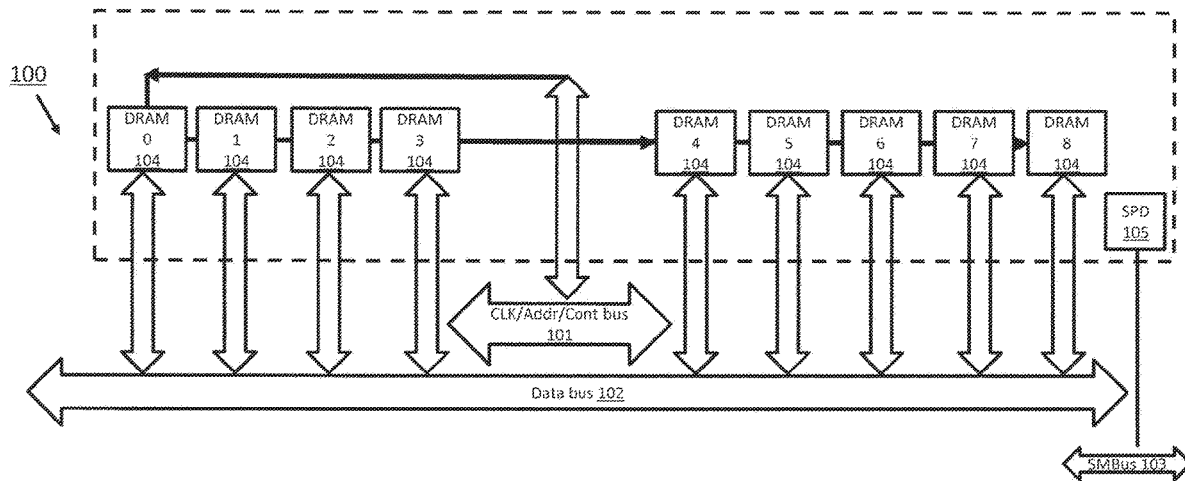 100
DRAM
0
104
DRAM
1
104
DRAM
2
104
DRAM
3
104
DRAM
4
104
DRAM
5
104
DRAM
6
104
DRAM
7
104
DRAM
8
104
SPD
105
CLK/Addr/Cont bus
101
Data bus 102
SMBus 103